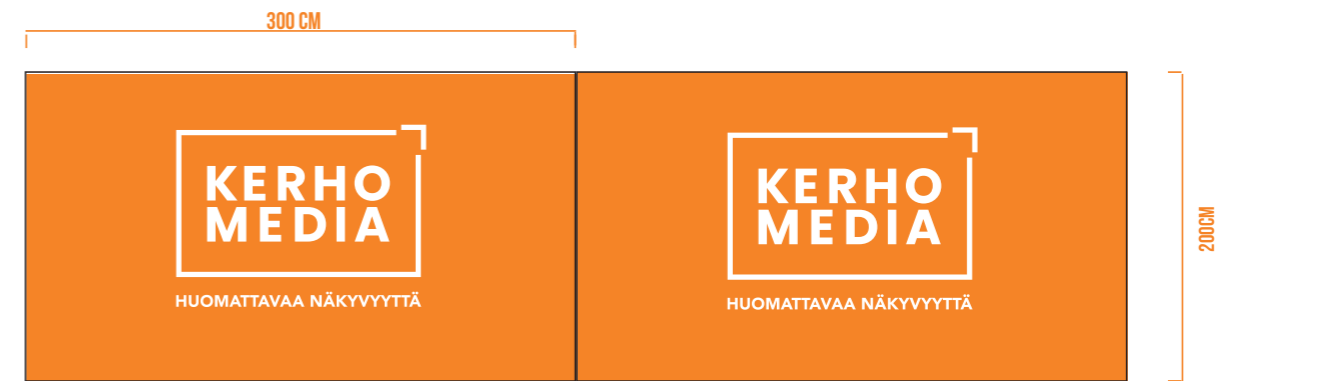 300 CM
KERHO
MEDIA
HUOMATTAVAA NÄKYVYYTTÄ
KERHO
MEDIA
HUOMATTAVAA NÄKYVYYTTÄ
200CM